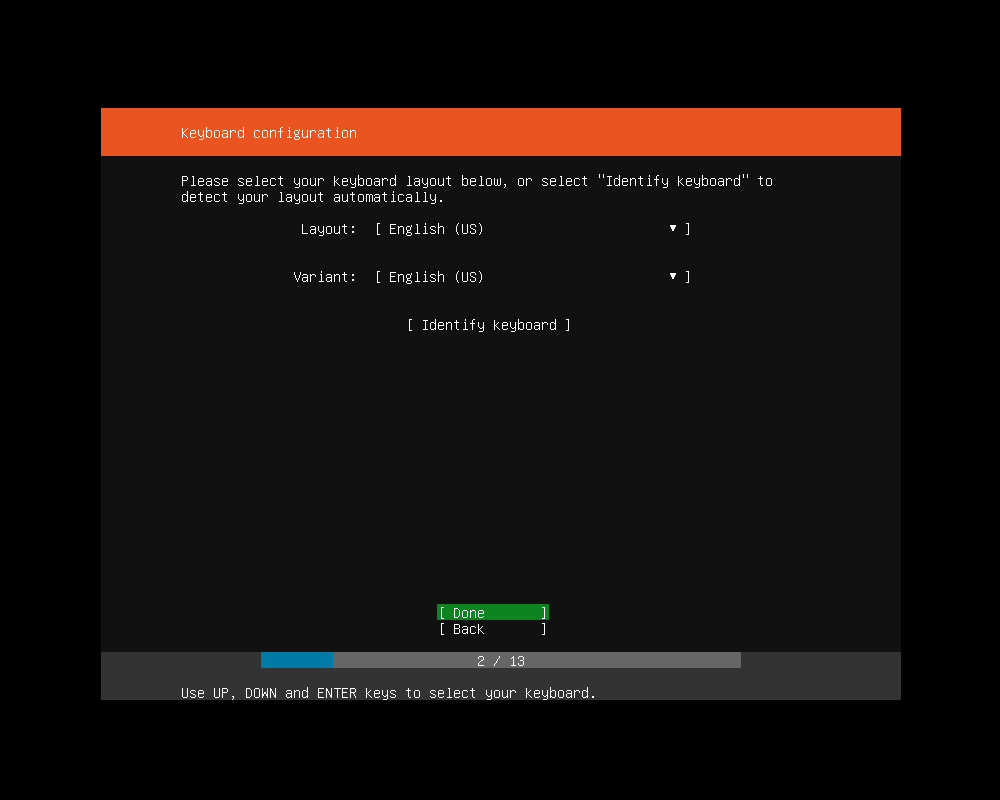 Keyboard configuration
Please select your keyboard layout below, or select "Identify keyboard" to
detect your layout automatically.
Layout: [ English (US) ▼ ]
Variant: [ English (US) ▼ ]
[ Identify keyboard ]
[ Done ]
[ Back ]
2 / 13
Use UP, DOWN and ENTER keys to select your keyboard.